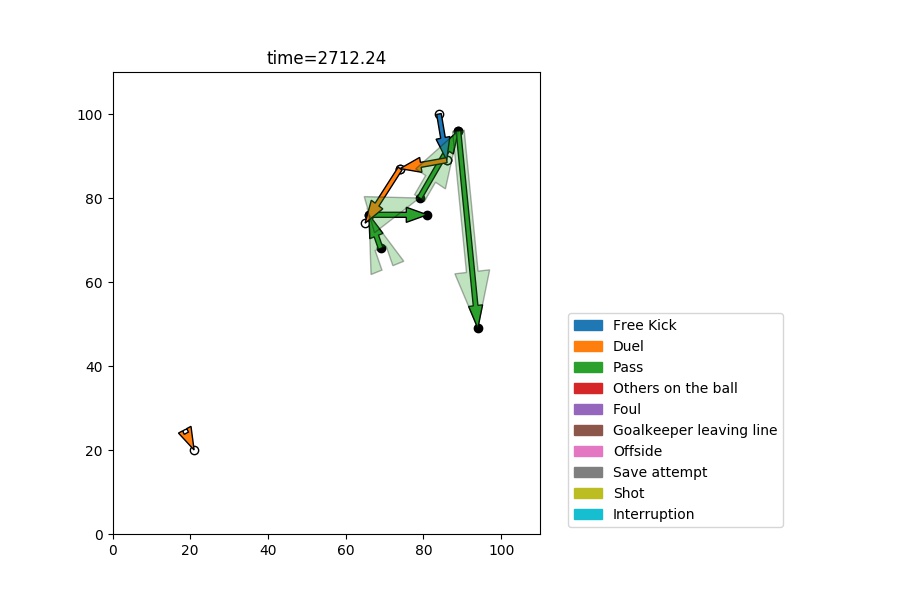 time=2712.24
100
80
60
40
20
0
0 20 40 60 80 100
Free Kick
Duel
Pass
Others on the ball
Foul
Goalkeeper leaving line
Offside
Save attempt
Shot
Interruption